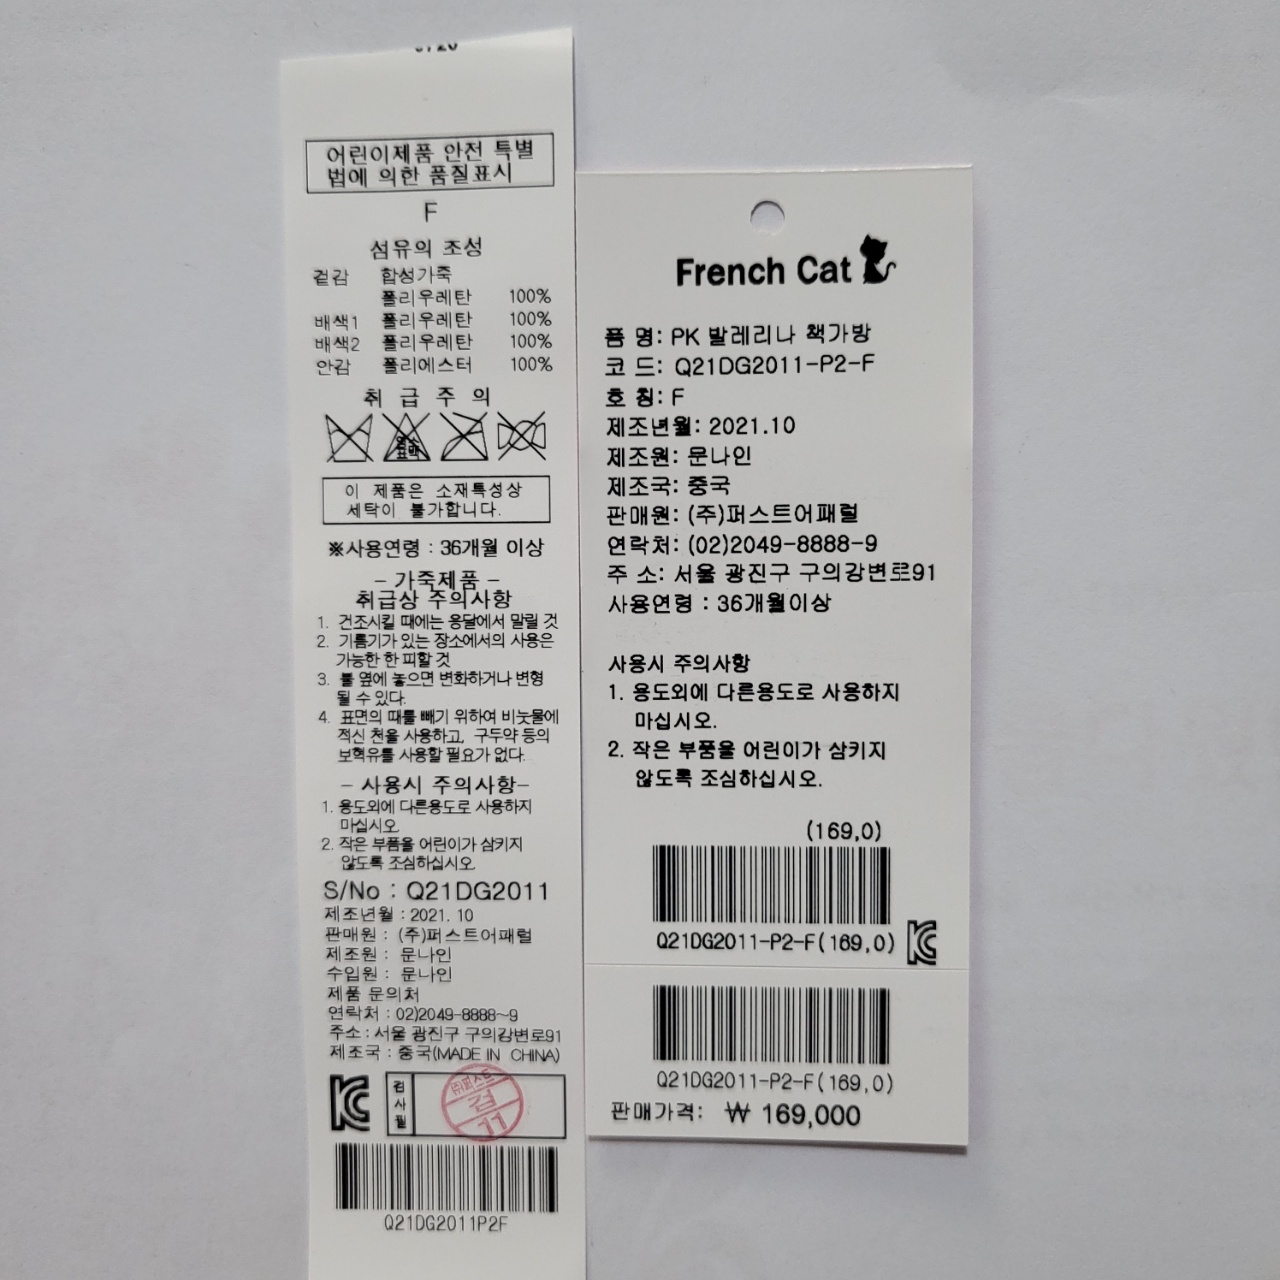 어린이제품 안전 특별
법에 의한 품질표시
F
섬유의 조성
겉감 합성가죽
폴리우레탄 100%
배색1 폴리우레탄 100%
배색2 폴리우레탄 100%
안감 폴리에스터 100%
취 급 주 의
염소
표백
이 제품은 소재특성상
세탁이 불가합니다.
※사용연령 : 36개월 이상
- 가죽제품 -
취급상 주의사항
1. 건조시킬 때에는 응달에서 말릴 것
2. 기름기가 있는 장소에서의 사용은
가능한 한 피할 것
3. 불 옆에 놓으면 변화하거나 변형
될 수 있다.
4. 표면의 때를 빼기 위하여 비눗물에
적신 천을 사용하고, 구두약 등의
보혁유를 사용할 필요가 없다.
- 사용시 주의사항-
1. 용도외에 다른용도로 사용하지
마십시오.
2. 작은 부품을 어린이가 삼키지
않도록 조심하십시오.
S/No : Q21DG2011
제조년월 : 2021. 10
판매원 : (주)퍼스트어패럴
제조원 : 문나인
수입원 : 문나인
제품 문의처
연락처 : 02)2049-8888~9
주소 : 서울 광진구 구의강변로91
제조국 : 중국(MADE IN CHINA)
KC
검사필
(주)퍼스트
검
11
Q21DG2011P2F
French Cat
품 명: PK 발레리나 책가방
코 드: Q21DG2011-P2-F
호 칭: F
제조년월: 2021.10
제조원: 문나인
제조국: 중국
판매원: (주)퍼스트어패럴
연락처: (02)2049-8888-9
주 소: 서울 광진구 구의강변로91
사용연령 : 36개월이상
사용시 주의사항
1. 용도외에 다른용도로 사용하지
마십시오.
2. 작은 부품을 어린이가 삼키지
않도록 조심하십시오.
(169,0)
Q21DG2011-P2-F(169,0)
KC
Q21DG2011-P2-F(169,0)
판매가격: ₩ 169,000